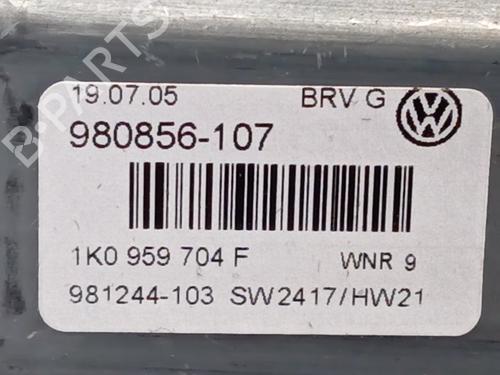 19.07.05 BRV G
980856-107
1K0 959 704 F WNR 9
981244-103 SW2417/HW21
B-PARTS